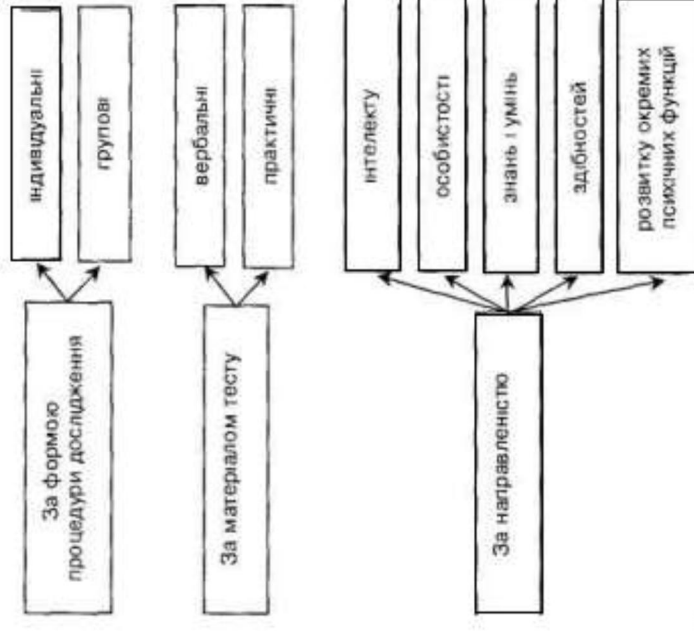 За формою
процедури дослідження
індивідуальні
групові
За матеріалом тесту
вербальні
практичні
За направленістю
інтелекту
особистості
знань і умінь
здібностей
розвитку окремих
психічних функцій